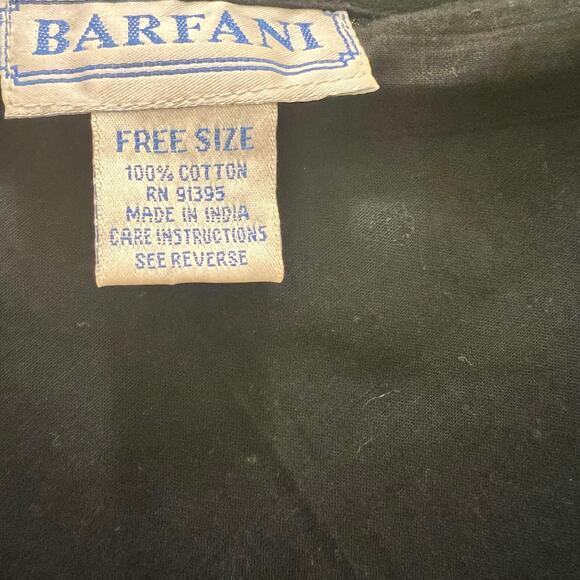 BARFANI
FREE SIZE
100% COTTON
RN 91395
MADE IN INDIA
CARE INSTRUCTIONS
SEE REVERSE